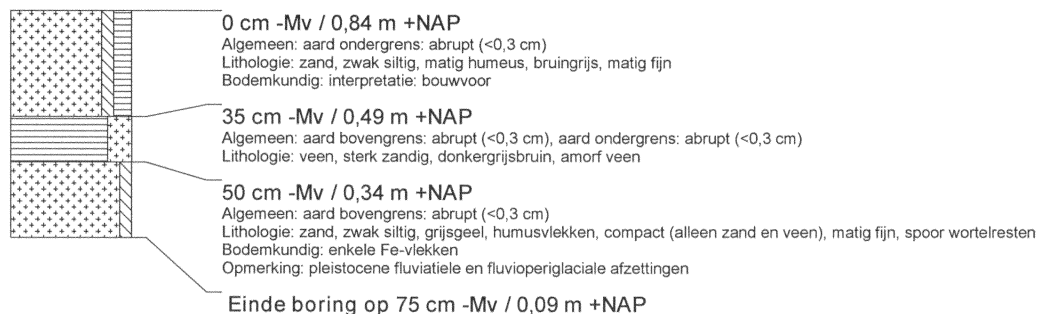 0 cm -Mv / 0,84 m +NAP
Algemeen: aard ondergrens: abrupt (<0,3 cm)
Lithologie: zand, zwak siltig, matig humeus, bruingrijs, matig fijn
Bodemkundig: interpretatie: bouwvoor
35 cm -Mv / 0,49 m +NAP
Algemeen: aard bovengrens: abrupt (<0,3 cm), aard ondergrens: abrupt (<0,3 cm)
Lithologie: veen, sterk zandig, donkergrijsbruin, amorf veen
50 cm -Mv / 0,34 m +NAP
Algemeen: aard bovengrens: abrupt (<0,3 cm)
Lithologie: zand, zwak siltig, grijsgeel, humusvlekken, compact (alleen zand en veen), matig fijn, spoor wortelresten
Bodemkundig: enkele Fe-vlekken
Opmerking: pleistocene fluviatiele en fluvioperiglaciale afzettingen
Einde boring op 75 cm -Mv / 0,09 m +NAP